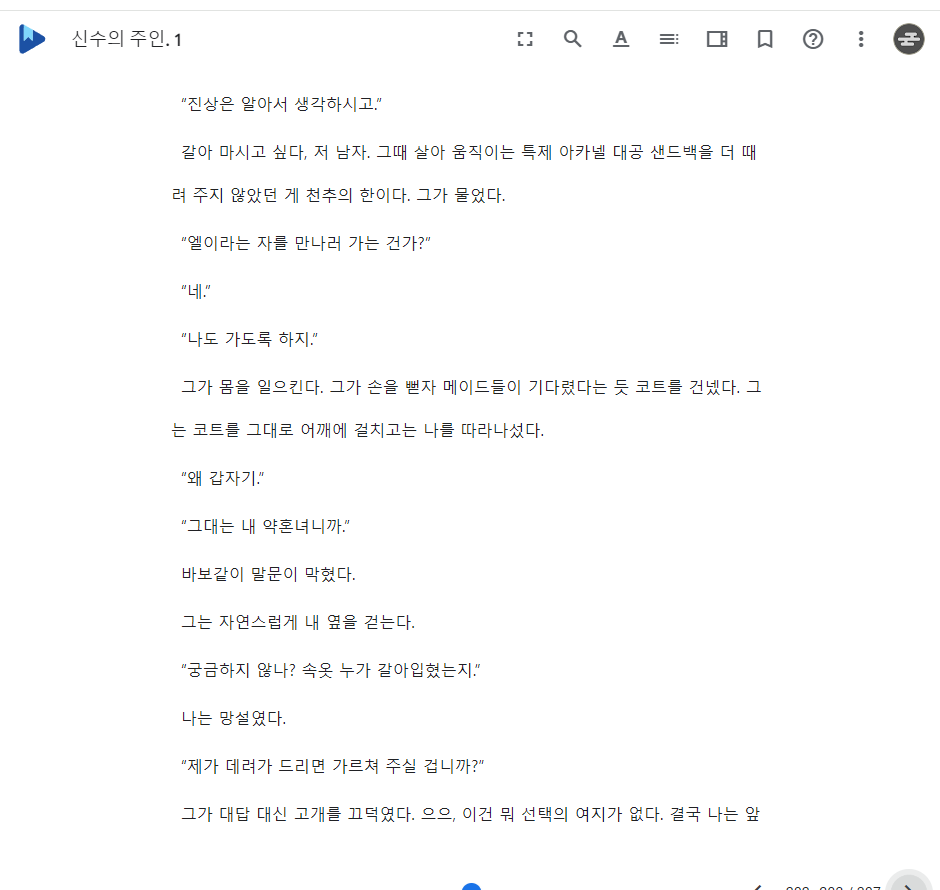 신수의 주인. 1
"진상은 알아서 생각하시고."
갈아 마시고 싶다, 저 남자. 그때 살아 움직이는 특제 아카넬 대공 샌드백을 더 때
려 주지 않았던 게 천추의 한이다. 그가 물었다.
"엘이라는 자를 만나러 가는 건가?"
"네."
"나도 가도록 하지."
그가 몸을 일으킨다. 그가 손을 뻗자 메이드들이 기다렸다는 듯 코트를 건넸다. 그
는 코트를 그대로 어깨에 걸치고는 나를 따라나섰다.
"왜 갑자기."
"그대는 내 약혼녀니까."
바보같이 말문이 막혔다.
그는 자연스럽게 내 옆을 걷는다.
"궁금하지 않나? 속옷 누가 갈아입혔는지."
나는 망설였다.
"제가 데려가 드리면 가르쳐 주실 겁니까?"
그가 대답 대신 고개를 끄덕였다. 으으, 이건 뭐 선택의 여지가 없다. 결국 나는 앞